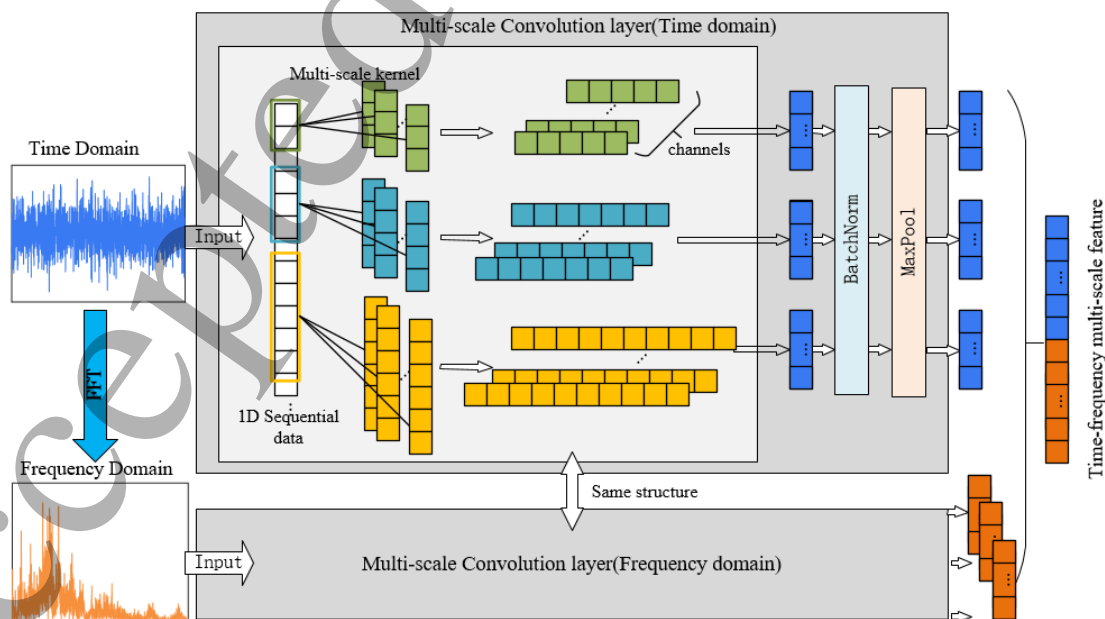 Multi-scale Convolution layer(Time domain)
Multi-scale kernel
channels
Time Domain
Input
1D Sequential
data
BatchNorm
MaxPool
FFT
Frequency Domain
Same structure
Input
Multi-scale Convolution layer(Frequency domain)
Time-frequency multi-scale feature
ccepted